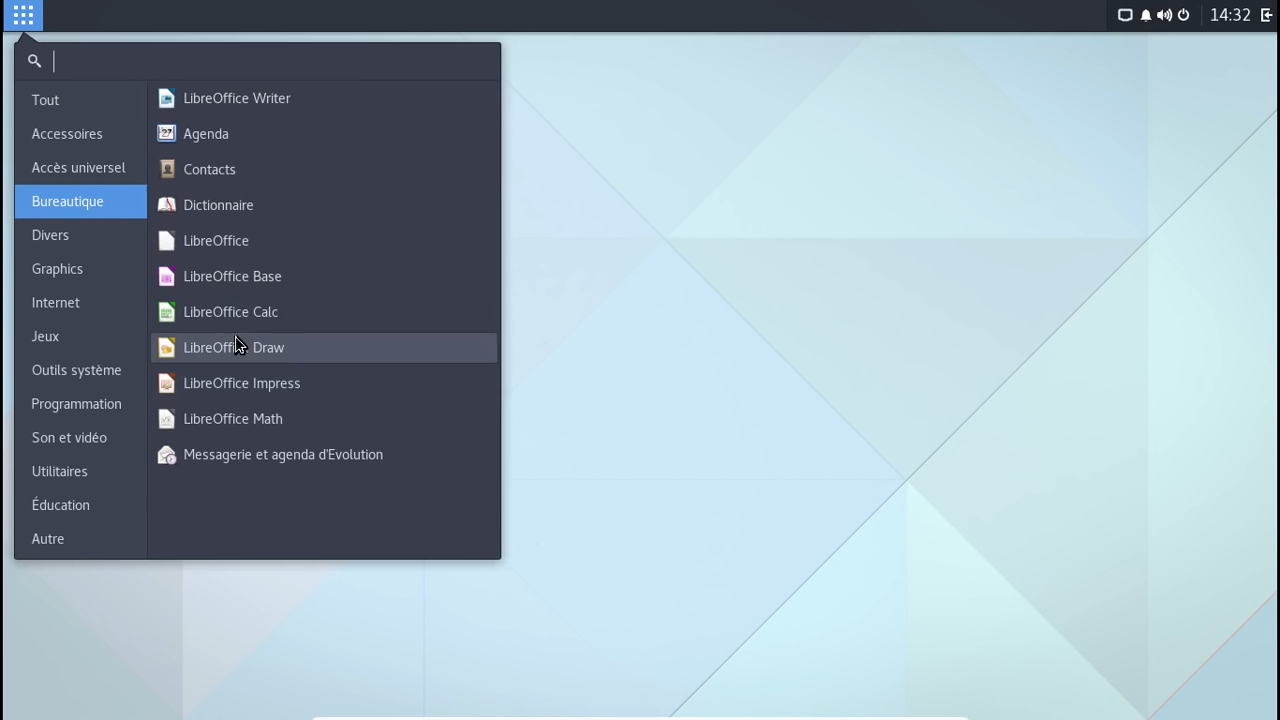 14:32
Tout
Accessoires
Accès universel
Bureautique
Divers
Graphics
Internet
Jeux
Outils système
Programmation
Son et vidéo
Utilitaires
Éducation
Autre
LibreOffice Writer
Agenda
27
Contacts
Dictionnaire
LibreOffice
LibreOffice Base
LibreOffice Calc
LibreOffice Draw
LibreOffice Impress
LibreOffice Math
Messagerie et agenda d'Evolution